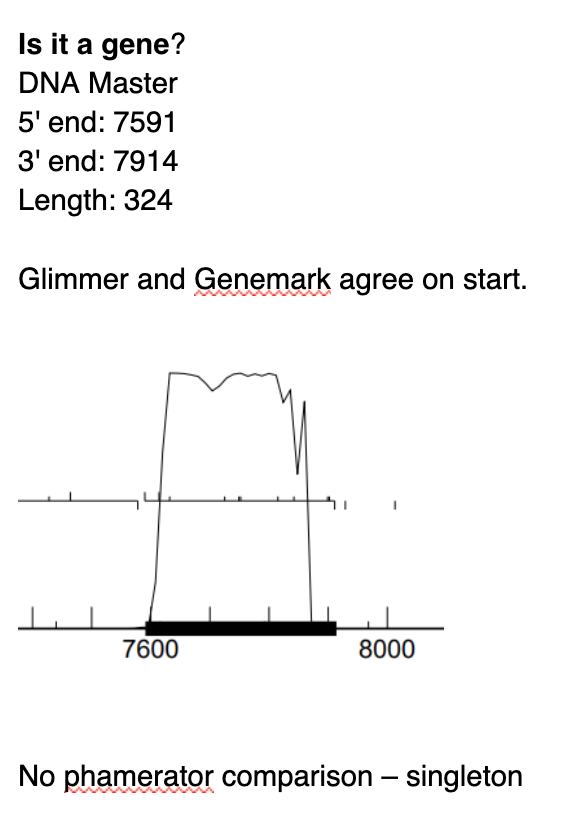 Is it a gene?
DNA Master
5' end: 7591
3' end: 7914
Length: 324
Glimmer and Genemark agree on start.
7600 8000
No phamerator comparison – singleton